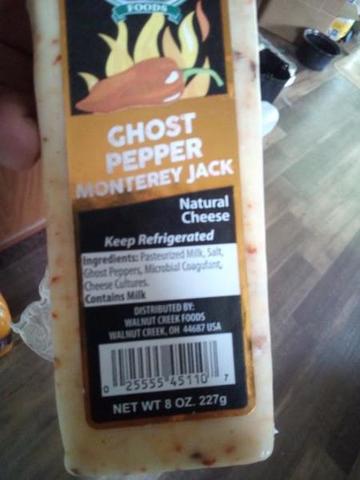 FOODS
GHOST
PEPPER
MONTEREY JACK
Natural
Cheese
Keep Refrigerated
Ingredients: Pasteurized Milk, Salt,
Ghost Peppers, Microbial Coagulant,
Cheese Cultures.
Contains Milk
DISTRIBUTED BY:
WALNUT CREEK FOODS
WALNUT CREEK, OH 44687 USA
0 25555 45110 7
NET WT 8 OZ. 227g